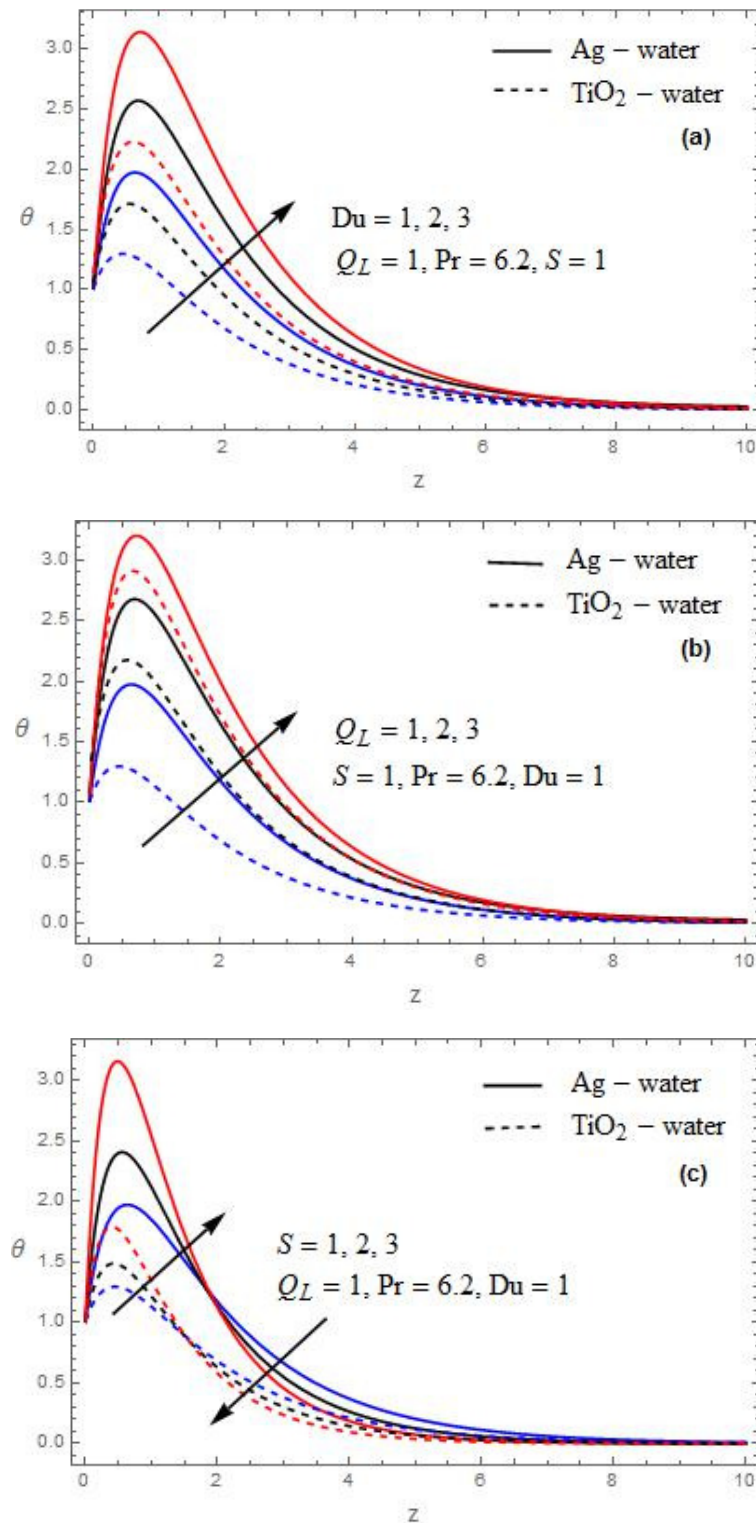 3.0
2.5
2.0
1.5
1.0
0.5
0.0
θ
Ag – water
TiO₂ – water
(a)
Du = 1, 2, 3
Q_L = 1, Pr = 6.2, S = 1
0 2 4 6 8 10
z
3.0
2.5
2.0
1.5
1.0
0.5
0.0
θ
Ag – water
TiO₂ – water
(b)
Q_L = 1, 2, 3
S = 1, Pr = 6.2, Du = 1
0 2 4 6 8 10
z
3.0
2.5
2.0
1.5
1.0
0.5
0.0
θ
Ag – water
TiO₂ – water
(c)
S = 1, 2, 3
Q_L = 1, Pr = 6.2, Du = 1
0 2 4 6 8 10
z